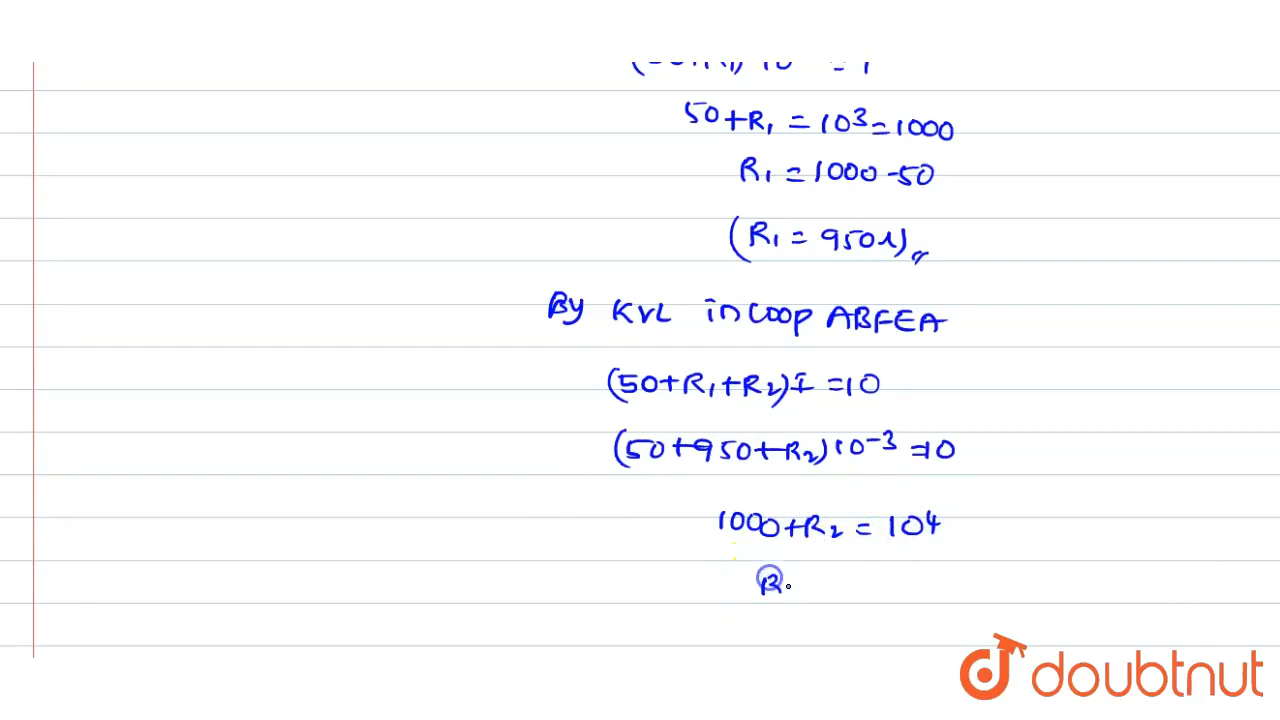 50+R₁ = 10³ = 1000
R₁ = 1000 - 50
(R₁ = 950Ω)
By KVL in Loop ABFEA
(50+R₁+R₂)I = 10
(50+950+R₂)10⁻³ = 10
1000+R₂ = 10⁴
R
doubtnut